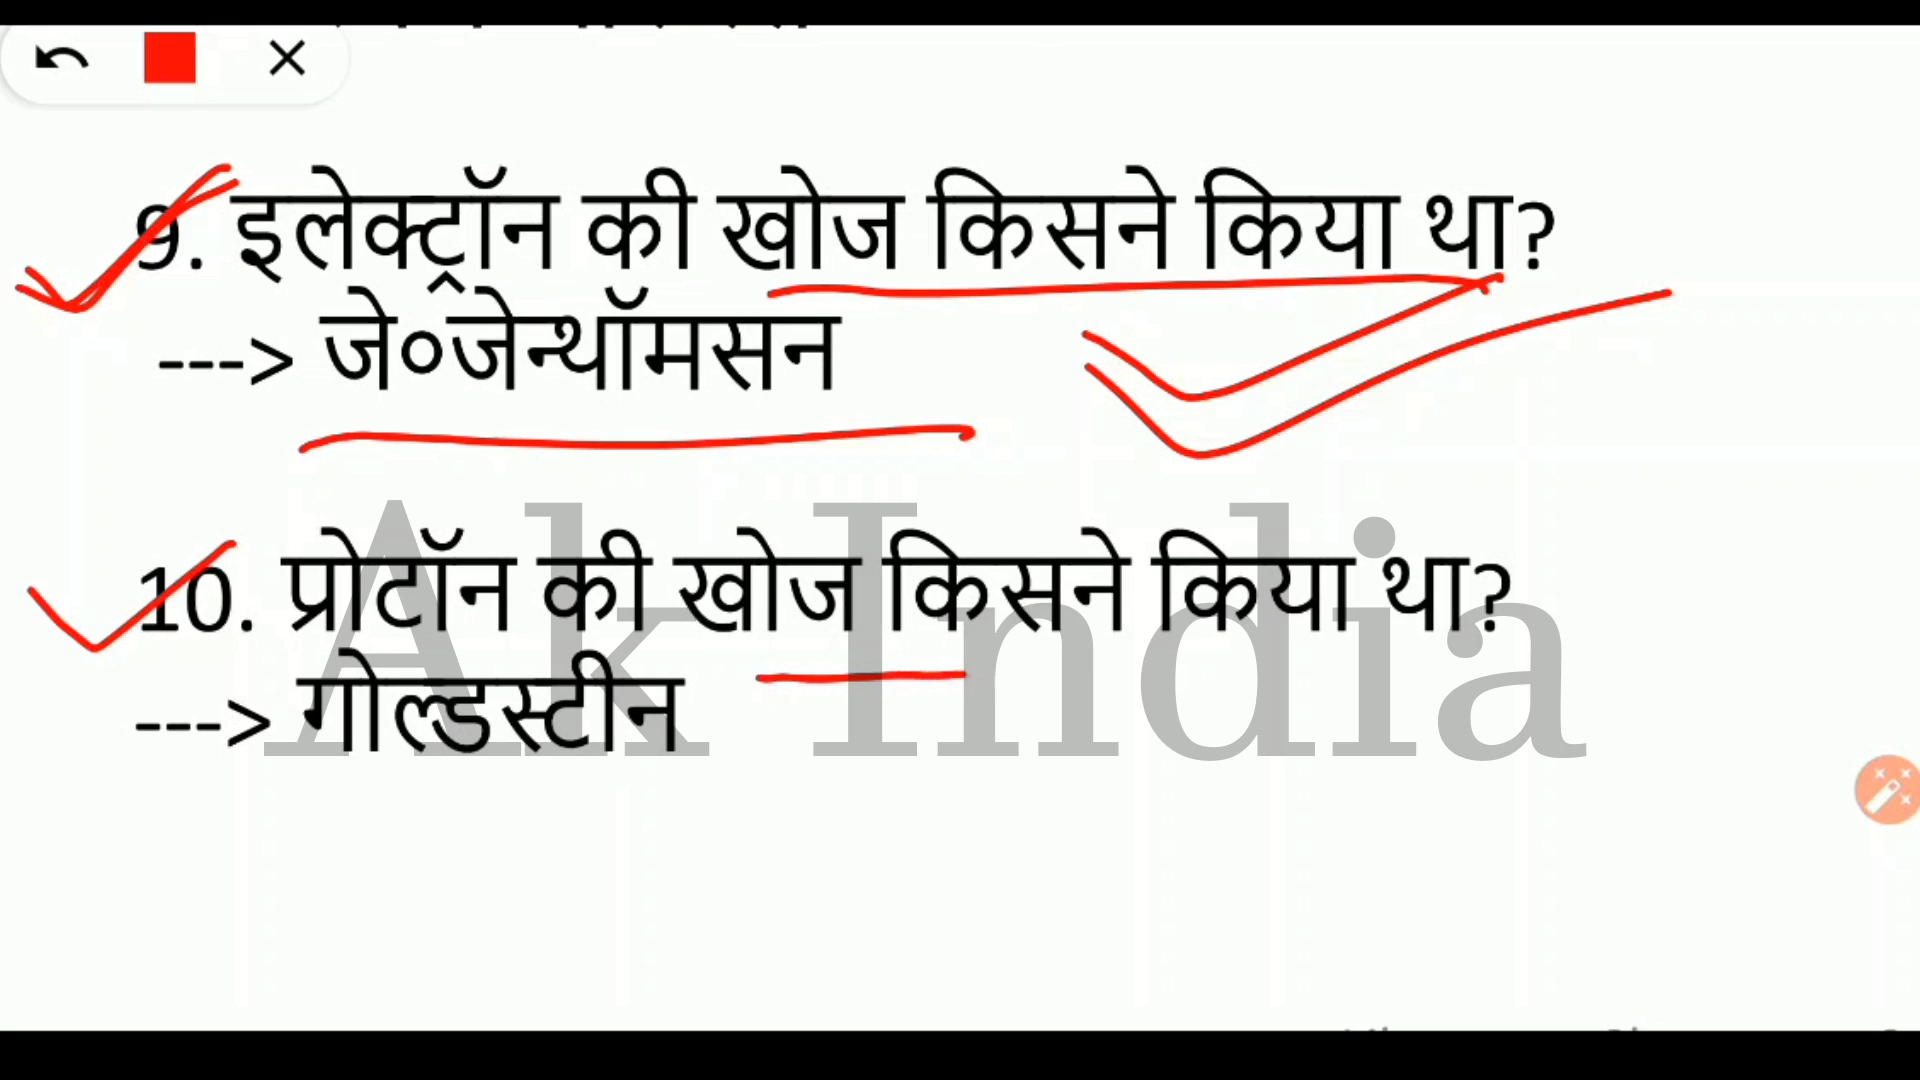 9. इलेक्ट्रॉन की खोज किसने किया था?
---> जे०जेन्थॉमसन
Ak India
10. प्रोटॉन की खोज किसने किया था?
---> गोल्डस्टीन